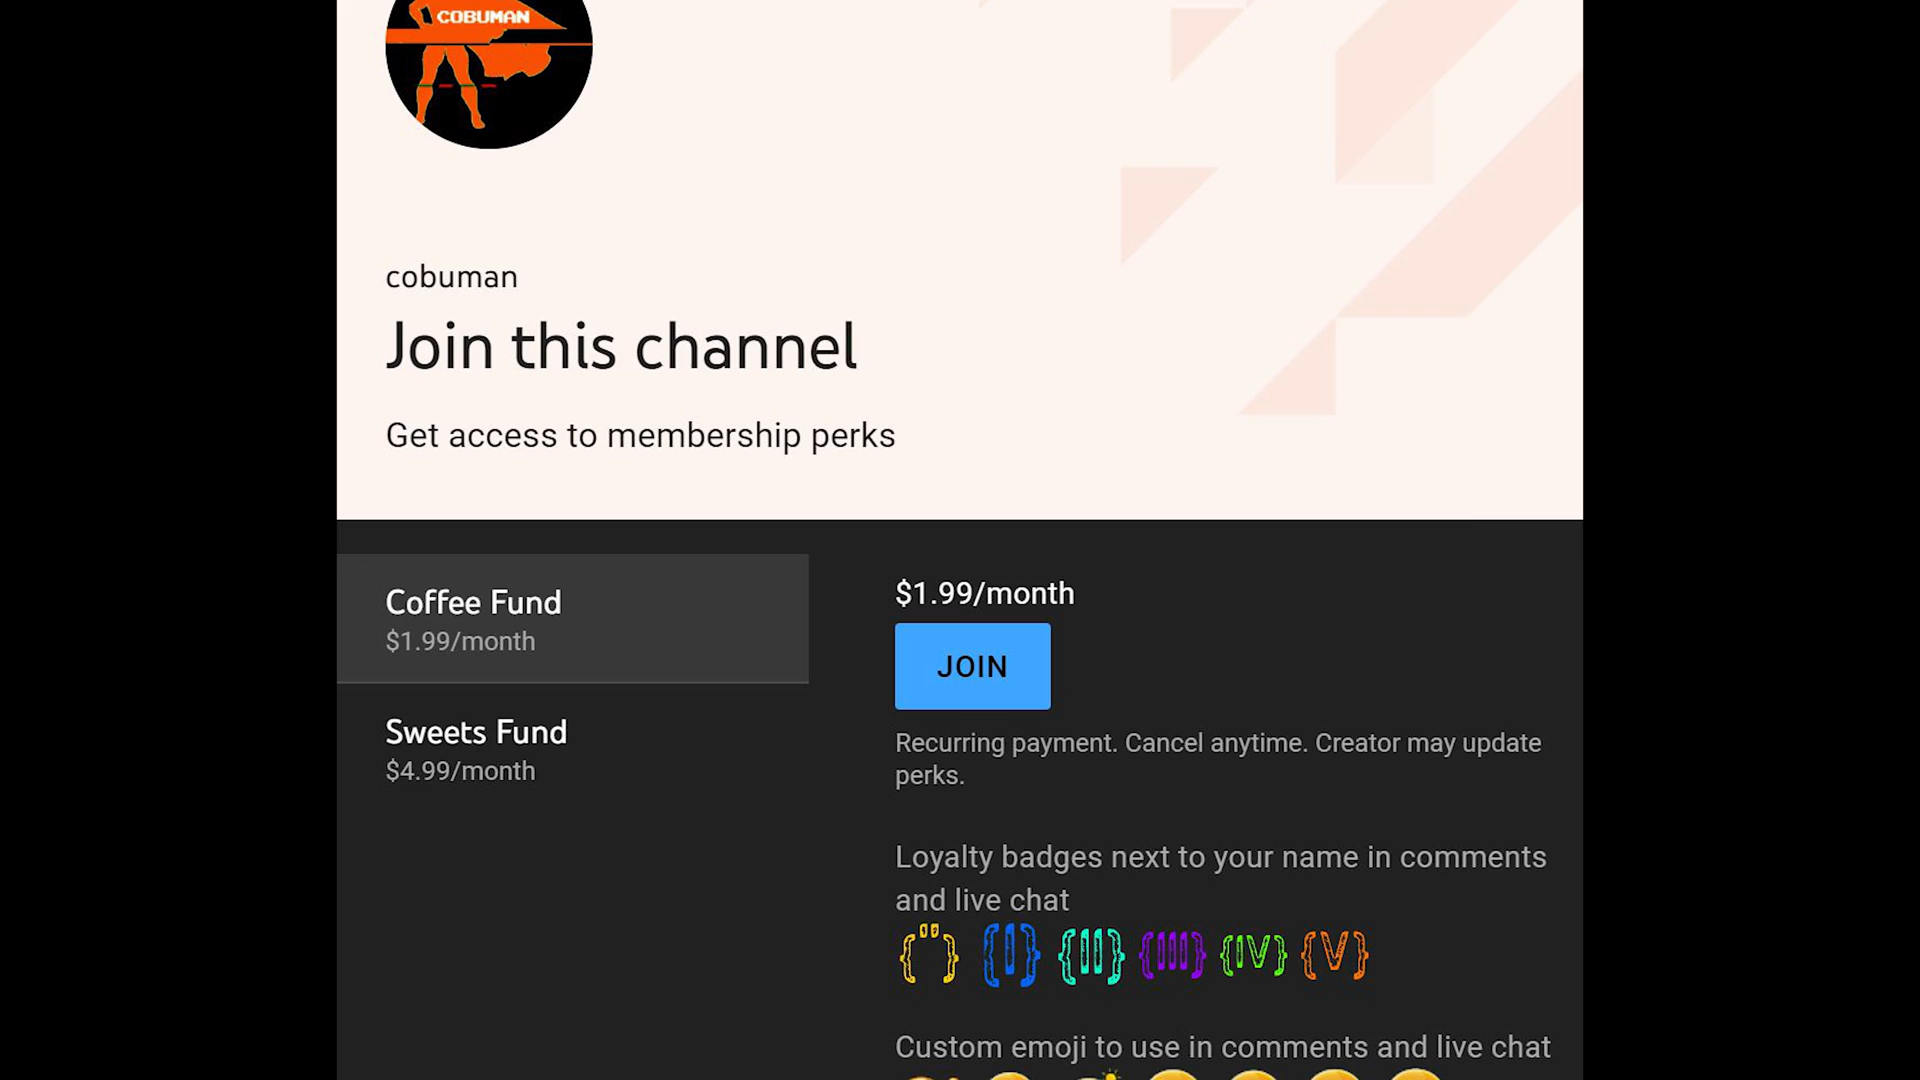 COBUMAN
cobuman
Join this channel
Get access to membership perks
Coffee Fund
$1.99/month
Sweets Fund
$4.99/month
$1.99/month
JOIN
Recurring payment. Cancel anytime. Creator may update
perks.
Loyalty badges next to your name in comments
and live chat
{"} {I} {II} {III} {IV} {V}
Custom emoji to use in comments and live chat